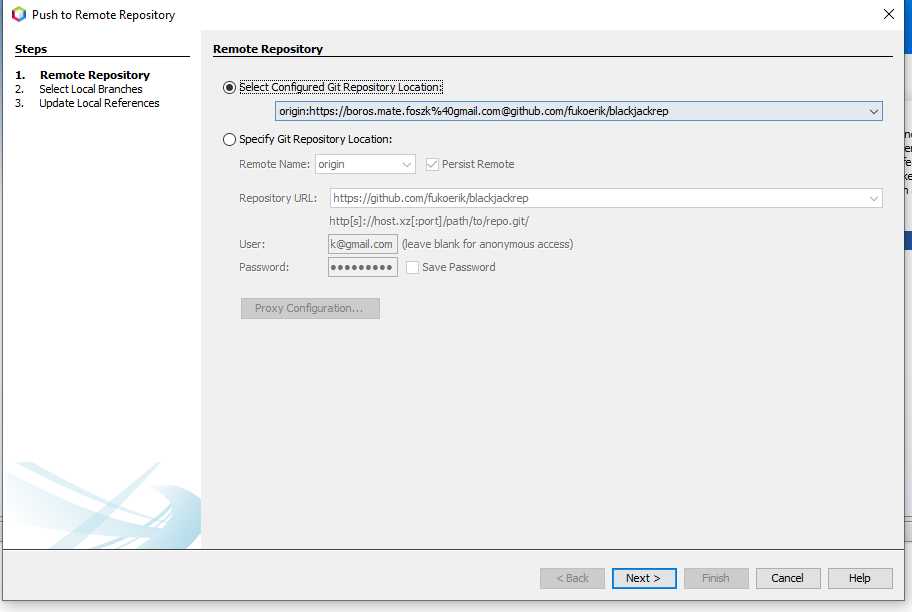 Push to Remote Repository
Steps
1. Remote Repository
2. Select Local Branches
3. Update Local References
Remote Repository
Select Configured Git Repository Location:
origin:https://boros.mate.foszk%40gmail.com@github.com/fukoerik/blackjackrep
Specify Git Repository Location:
Remote Name: origin Persist Remote
Repository URL: https://github.com/fukoerik/blackjackrep
http[s]://host.xz[:port]/path/to/repo.git/
User: k@gmail.com (leave blank for anonymous access)
Password: ●●●●●●●●● Save Password
Proxy Configuration...
< Back Next > Finish Cancel Help